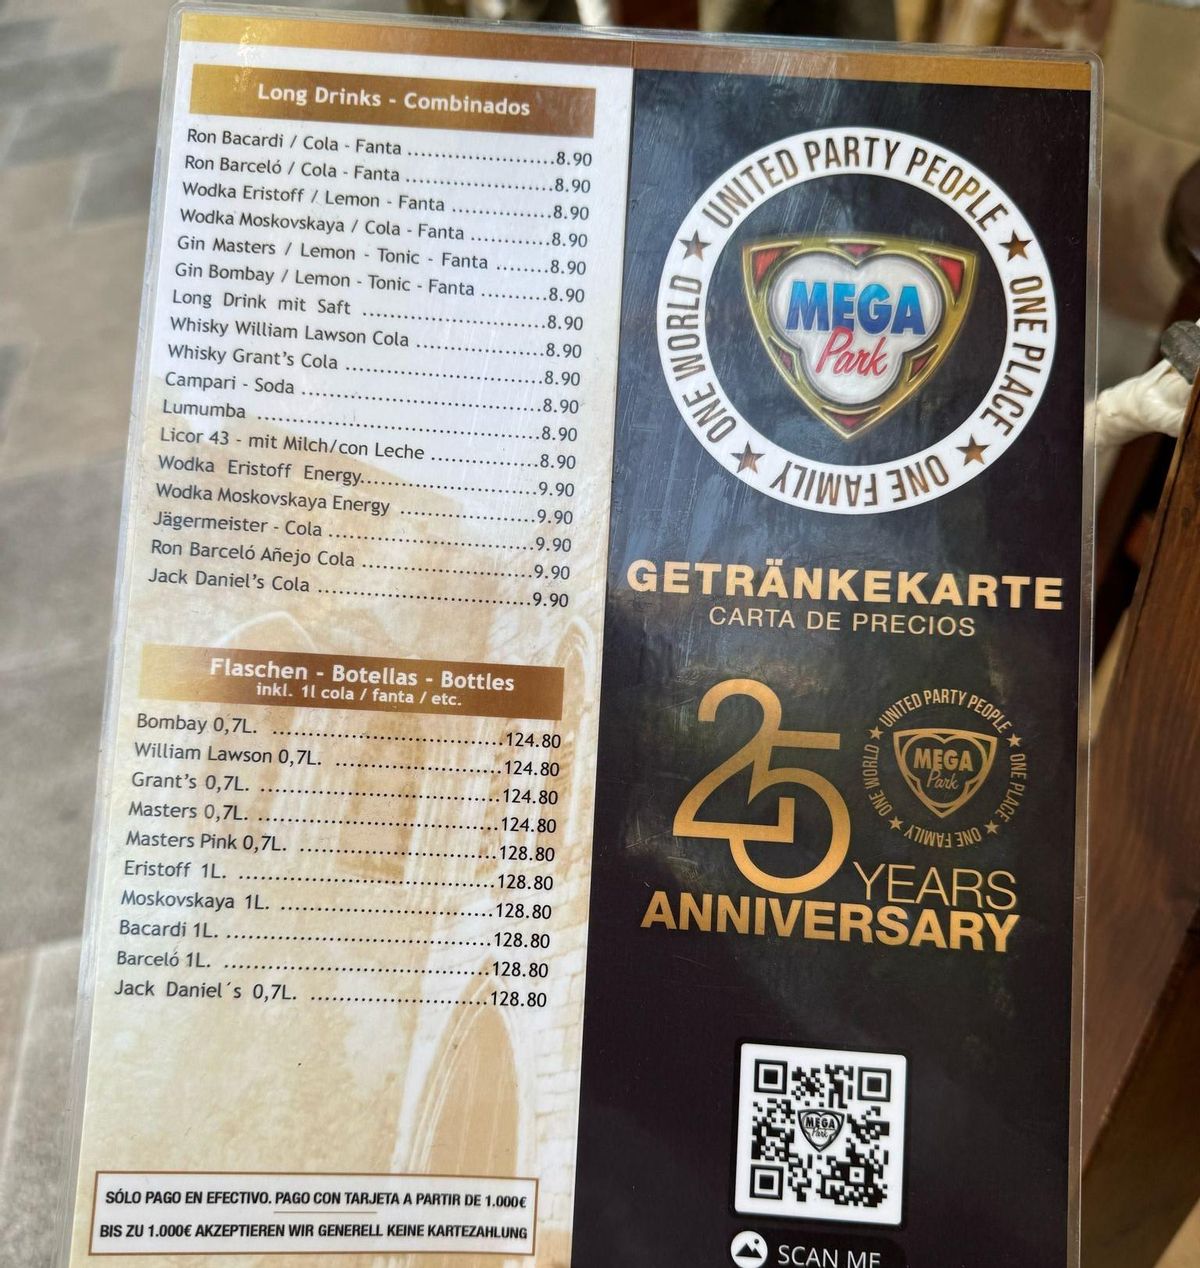 Long Drinks - Combinados
Ron Bacardi / Cola - Fanta ........................8.90
Ron Barceló / Cola - Fanta ........................8.90
Wodka Eristoff / Lemon - Fanta ................8.90
Wodka Moskovskaya / Cola - Fanta .............8.90
Gin Masters / Lemon - Tonic - Fanta ........8.90
Gin Bombay / Lemon - Tonic - Fanta ..........8.90
Long Drink mit Saft ..............................8.90
Whisky William Lawson Cola ......................8.90
Whisky Grant's Cola ................................8.90
Campari - Soda .......................................8.90
Lumumba ..............................................8.90
Licor 43 - mit Milch/con Leche .................8.90
Wodka Eristoff Energy............................9.90
Wodka Moskovskaya Energy ......................9.90
Jägermeister - Cola .................................9.90
Ron Barceló Añejo Cola ...........................9.90
Jack Daniel's Cola ...................................9.90
Flaschen - Botellas - Bottles
inkl. 1l cola / fanta / etc.
Bombay 0,7L. .....................................124.80
William Lawson 0,7L. ...........................124.80
Grant's 0,7L. .....................................124.80
Masters 0,7L. .....................................124.80
Masters Pink 0,7L. ................................128.80
Eristoff 1L. .........................................128.80
Moskovskaya 1L. ..................................128.80
Bacardi 1L. .........................................128.80
Barceló 1L. .........................................128.80
Jack Daniel´s 0,7L. .............................128.80
SÓLO PAGO EN EFECTIVO. PAGO CON TARJETA A PARTIR DE 1.000€
BIS ZU 1.000€ AKZEPTIEREN WIR GENERELL KEINE KARTEZAHLUNG
UNITED PARTY PEOPLE ★ ONE PLACE ★ ONE FAMILY ★ ONE WORLD ★
MEGA
Park
GETRÄNKEKARTE
CARTA DE PRECIOS
25
UNITED PARTY PEOPLE ★ ONE PLACE ★ ONE FAMILY ★ ONE WORLD ★
MEGA
Park
YEARS
ANNIVERSARY
MEGA
Park
SCAN ME